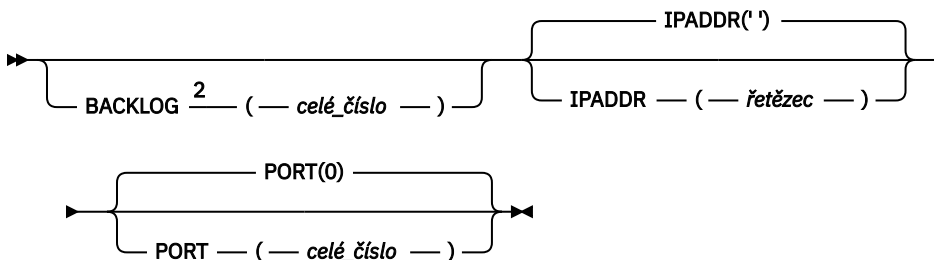 IPADDR(' ')
BACKLOG 2 ( celé_číslo ) IPADDR ( řetězec )
PORT(0)
PORT ( celé číslo )